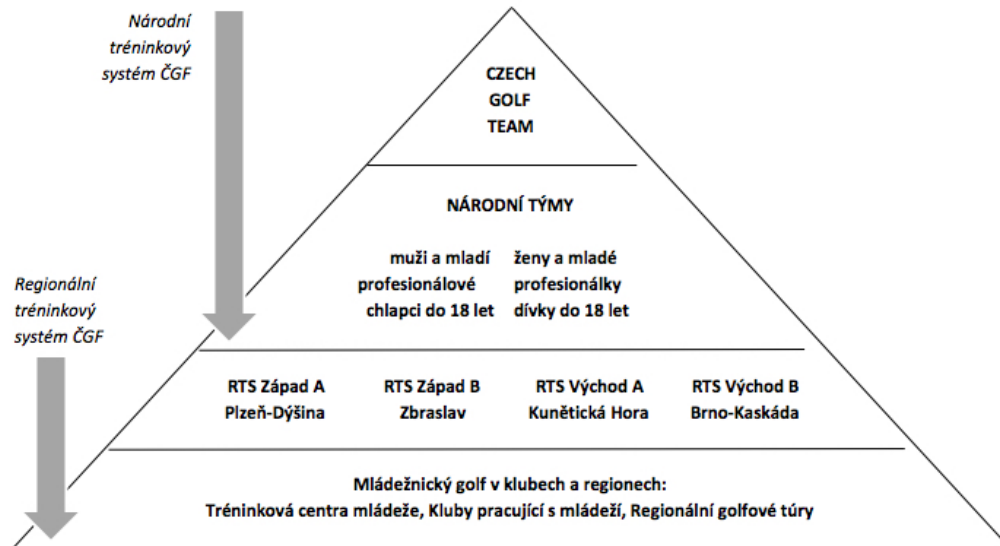 Národní
tréninkový
systém ČGF
CZECH
GOLF
TEAM
NÁRODNÍ TÝMY
muži a mladí
profesionálové
chlapci do 18 let
ženy a mladé
profesionálky
dívky do 18 let
Regionální
tréninkový
systém ČGF
RTS Západ A
Plzeň-Dýšina
RTS Západ B
Zbraslav
RTS Východ A
Kunětická Hora
RTS Východ B
Brno-Kaskáda
Mládežnický golf v klubech a regionech:
Tréninková centra mládeže, Kluby pracující s mládeží, Regionální golfové túry